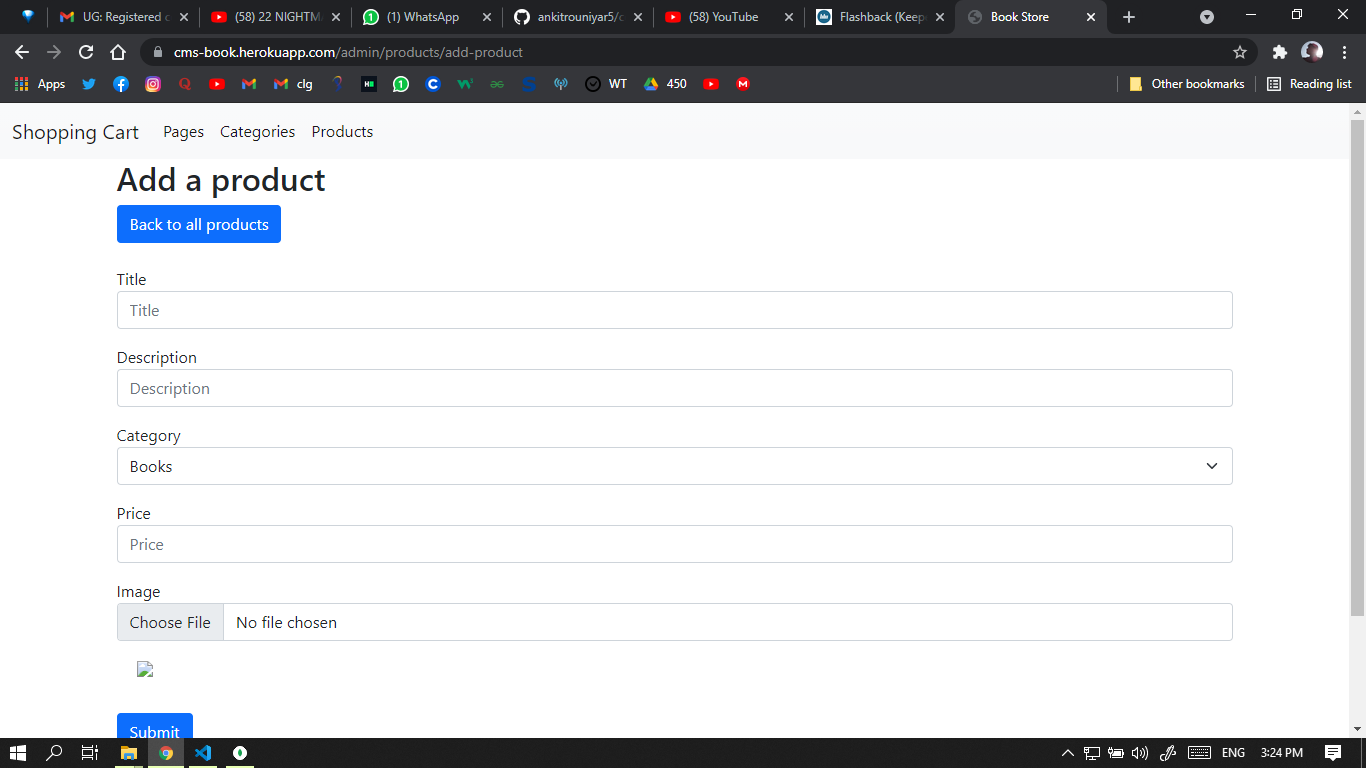 UG: Registered c
(58) 22 NIGHTM
(1) WhatsApp
ankitrouniyar5/c
(58) YouTube
Flashback (Keep
Book Store
cms-book.herokuapp.com/admin/products/add-product
Apps
clg
WT
450
Other bookmarks
Reading list
Shopping Cart
Pages
Categories
Products
Add a product
Back to all products
Title
Title
Description
Description
Category
Books
Price
Price
Image
Choose File No file chosen
Submit
ENG
3:24 PM